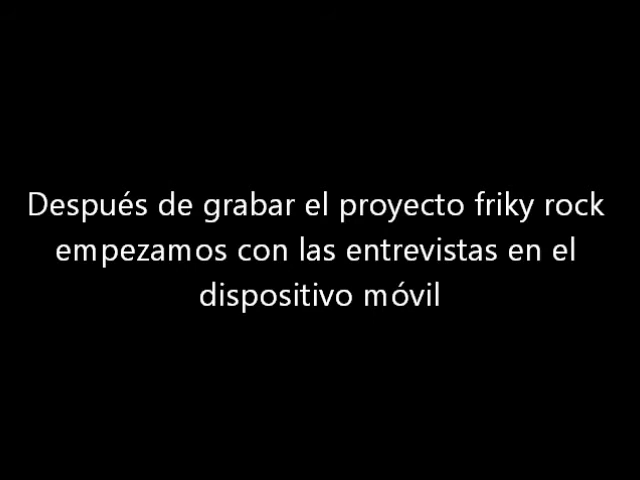 Después de grabar el proyecto friky rock
empezamos con las entrevistas en el
dispositivo móvil